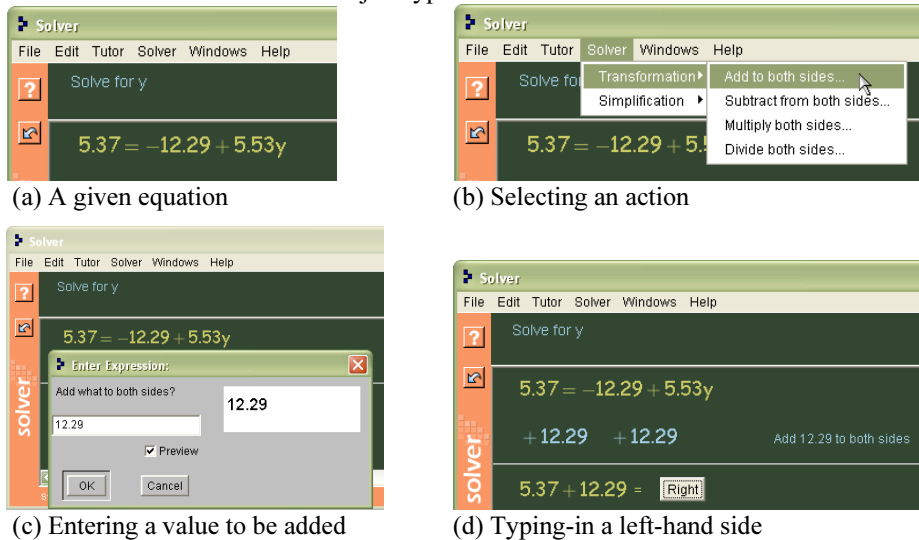 Solver
File Edit Tutor Solver Windows Help
?
Solve for y
5.37 = −12.29 + 5.53y
(a) A given equation
Solver
File Edit Tutor Solver Windows Help
?
Solve for
Transformation
Simplification
Add to both sides...
Subtract from both sides...
Multiply both sides...
Divide both sides...
5.37 = −12.29 + 5.
(b) Selecting an action
Solver
File Edit Tutor Solver Windows Help
?
Solve for y
5.37 = −12.29 + 5.53y
solver
Enter Expression:
Add what to both sides?
12.29
12.29
Preview
OK Cancel
(c) Entering a value to be added
Solver
File Edit Tutor Solver Windows Help
?
Solve for y
5.37 = −12.29 + 5.53y
+ 12.29 + 12.29 Add 12.29 to both sides
solver
5.37 + 12.29 = Right
(d) Typing-in a left-hand side